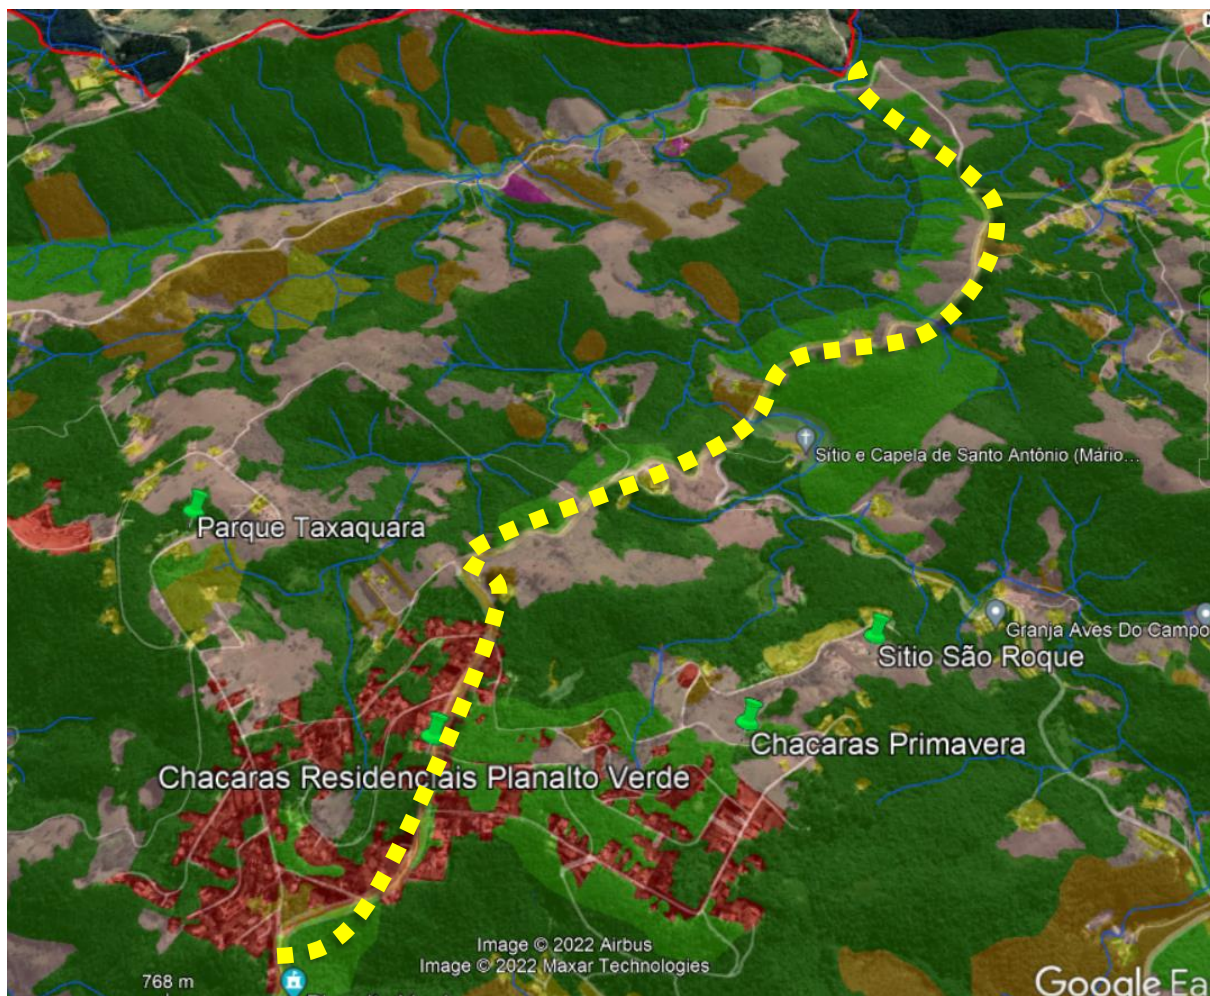 Sítio e Capela de Santo Antônio (Mário...
Parque Taxaquara
Granja Aves Do Campo
Sitio São Roque
Chacaras Primavera
Chacaras Residenciais Planalto Verde
Image © 2022 Airbus
Image © 2022 Maxar Technologies
768 m
Google Ea